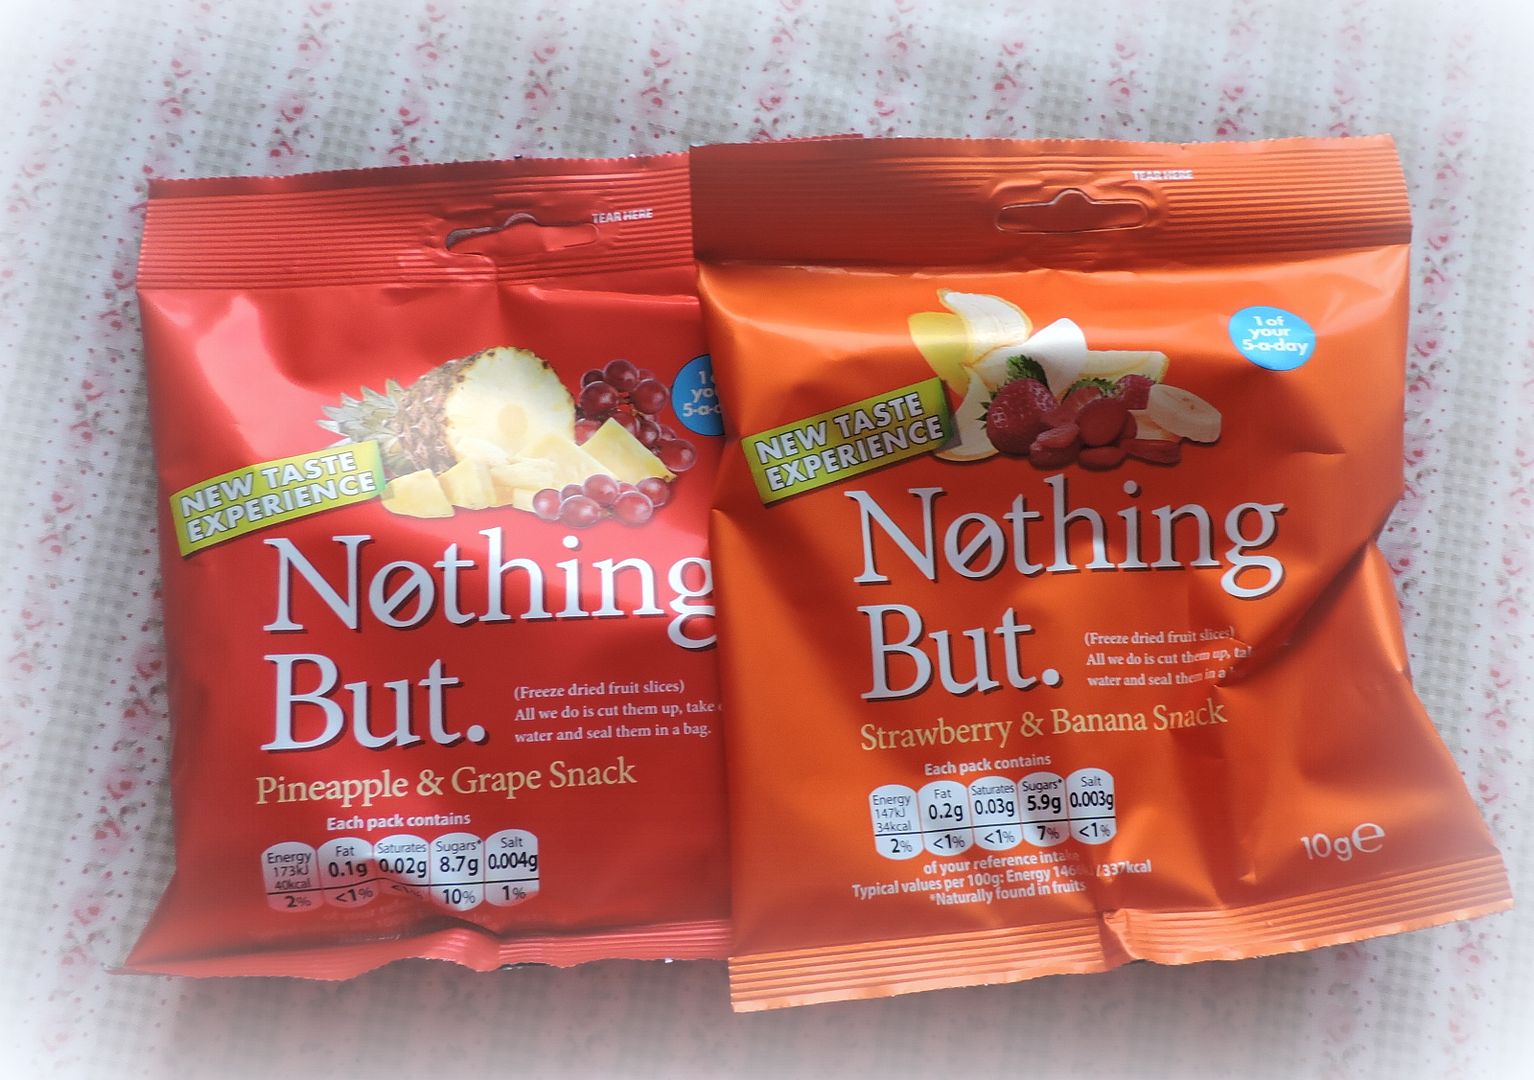 TEAR HERE
NEW TASTE
EXPERIENCE
Nøthing
But.
(Freeze dried fruit slices)
All we do is cut them up, take
water and seal them in a bag.
Pineapple & Grape Snack
Each pack contains
Energy 173kJ 40kcal 2%
Fat 0.1g <1%
Saturates 0.02g <1%
Sugars* 8.7g 10%
Salt 0.004g 1%
TEAR HERE
1 of
your
5-a-day
NEW TASTE
EXPERIENCE
Nøthing
But.
(Freeze dried fruit slices)
All we do is cut them up,
water and seal them in a
Strawberry & Banana Snack
Each pack contains
Energy 147kJ 34kcal 2%
Fat 0.2g <1%
Saturates 0.03g <1%
Sugars* 5.9g 7%
Salt 0.003g <1%
of your reference intake
Typical values per 100g: Energy /337kcal
*Naturally found in fruits
10g℮